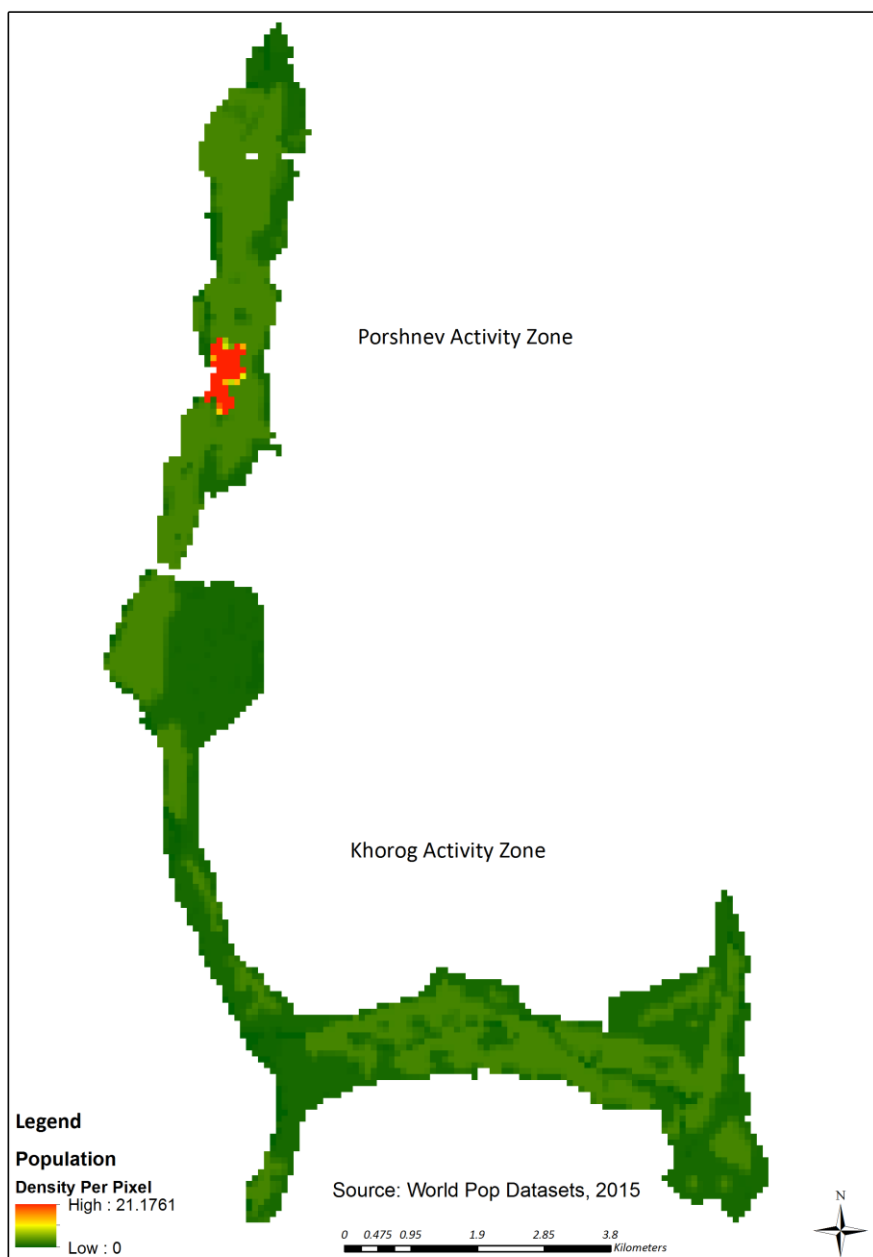 Porshnev Activity Zone
Khorog Activity Zone
Legend
Population
Density Per Pixel
High : 21.1761
Low : 0
Source: World Pop Datasets, 2015
0 0.475 0.95 1.9 2.85 3.8
Kilometers
N